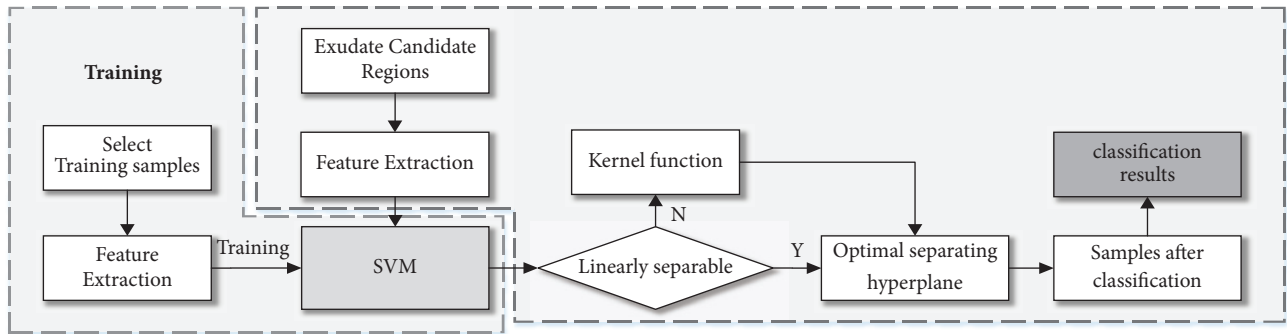 Training
Select
Training samples
Feature
Extraction
Training
Exudate Candidate
Regions
Feature Extraction
SVM
Linearly separable
N
Kernel function
Y
Optimal separating
hyperplane
Samples after
classification
classification
results